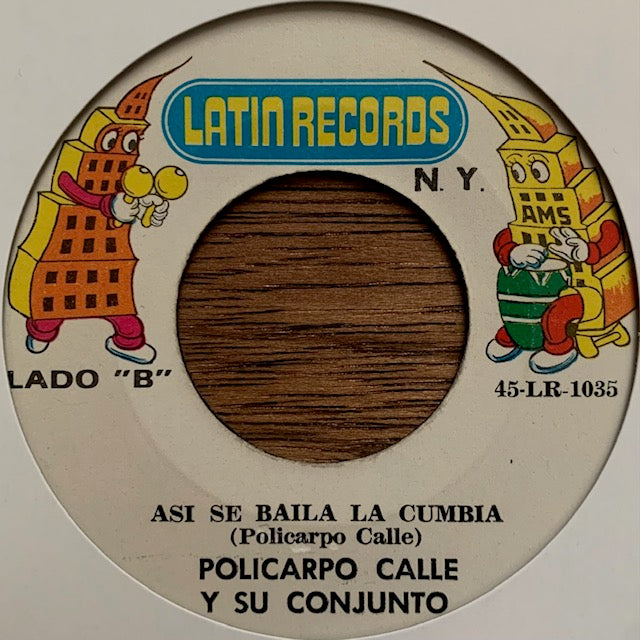 LATIN RECORDS
N. Y.
AMS
LADO "B"
45-LR-1035
ASI SE BAILA LA CUMBIA
(Policarpo Calle)
POLICARPO CALLE
Y SU CONJUNTO